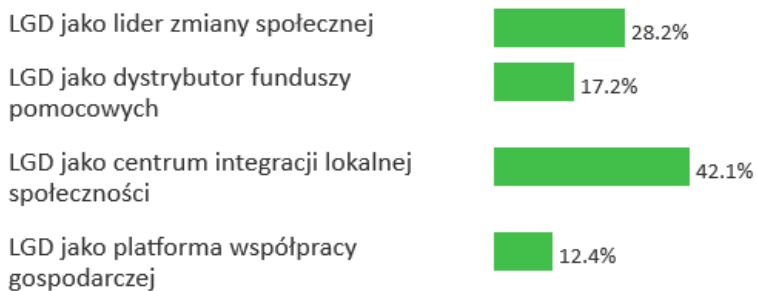 LGD jako lider zmiany społecznej
28.2%
LGD jako dystrybutor funduszy
pomocowych
17.2%
LGD jako centrum integracji lokalnej
społeczności
42.1%
LGD jako platforma współpracy
gospodarczej
12.4%